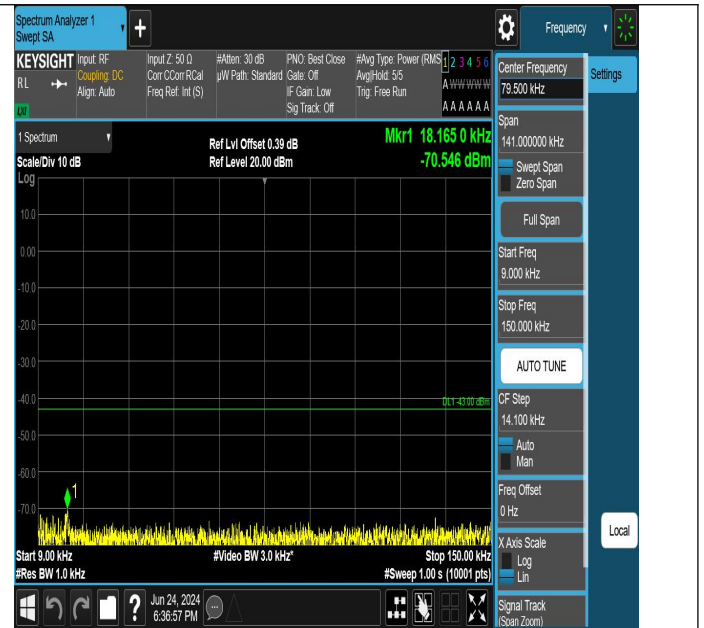 Spectrum Analyzer 1
Swept SA
+
Frequency
KEYSIGHT
RL
LXI
Input: RF
Coupling: DC
Align: Auto
Input Z: 50 Ω
Corr CCorr RCal
Freq Ref: Int (S)
#Atten: 30 dB
µW Path: Standard
PNO: Best Close
Gate: Off
IF Gain: Low
Sig Track: Off
#Avg Type: Power (RMS
Avg|Hold: 5/5
Trig: Free Run
1 2 3 4 5 6
A W W W W W
A A A A A A
1 Spectrum
Scale/Div 10 dB
Log
Ref Lvl Offset 0.39 dB
Ref Level 20.00 dBm
Mkr1 18.165 0 kHz
-70.546 dBm
10.0
0.00
-10.0
-20.0
-30.0
-40.0
-50.0
-60.0
-70.0
DL1 -43.00 dBm
1
Start 9.00 kHz
#Res BW 1.0 kHz
#Video BW 3.0 kHz*
Stop 150.00 kHz
#Sweep 1.00 s (10001 pts)
?
Jun 24, 2024
6:36:57 PM
Center Frequency
79.500 kHz
Span
141.000000 kHz
Swept Span
Zero Span
Full Span
Start Freq
9.000 kHz
Stop Freq
150.000 kHz
AUTO TUNE
CF Step
14.100 kHz
Auto
Man
Freq Offset
0 Hz
X Axis Scale
Log
Lin
Signal Track
(Span Zoom)
Settings
Local